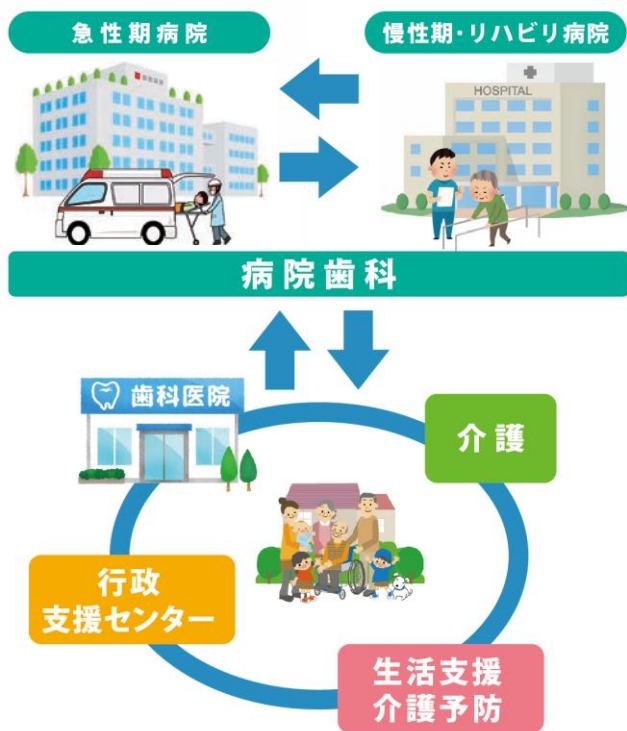 急性期病院
慢性期・リハビリ病院
HOSPITAL
病院歯科
歯科医院
介護
行政
支援センター
生活支援
介護予防